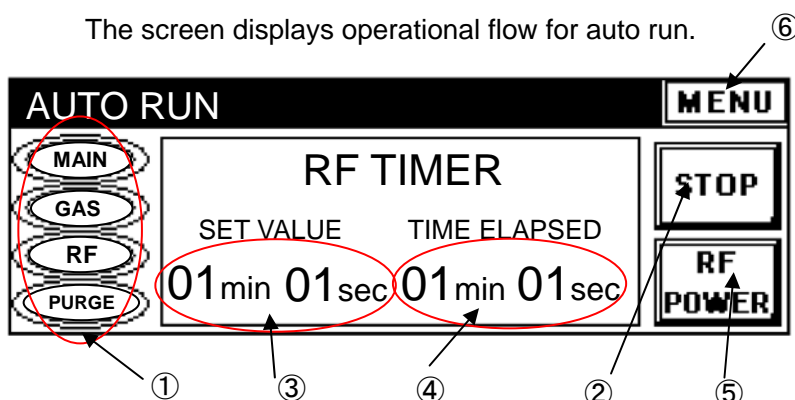 The screen displays operational flow for auto run.
⑥
AUTO RUN
MENU
MAIN
GAS
RF
PURGE
RF TIMER
SET VALUE TIME ELAPSED
01min 01sec 01min 01sec
STOP
RF
POWER
① ③ ④ ② ⑤